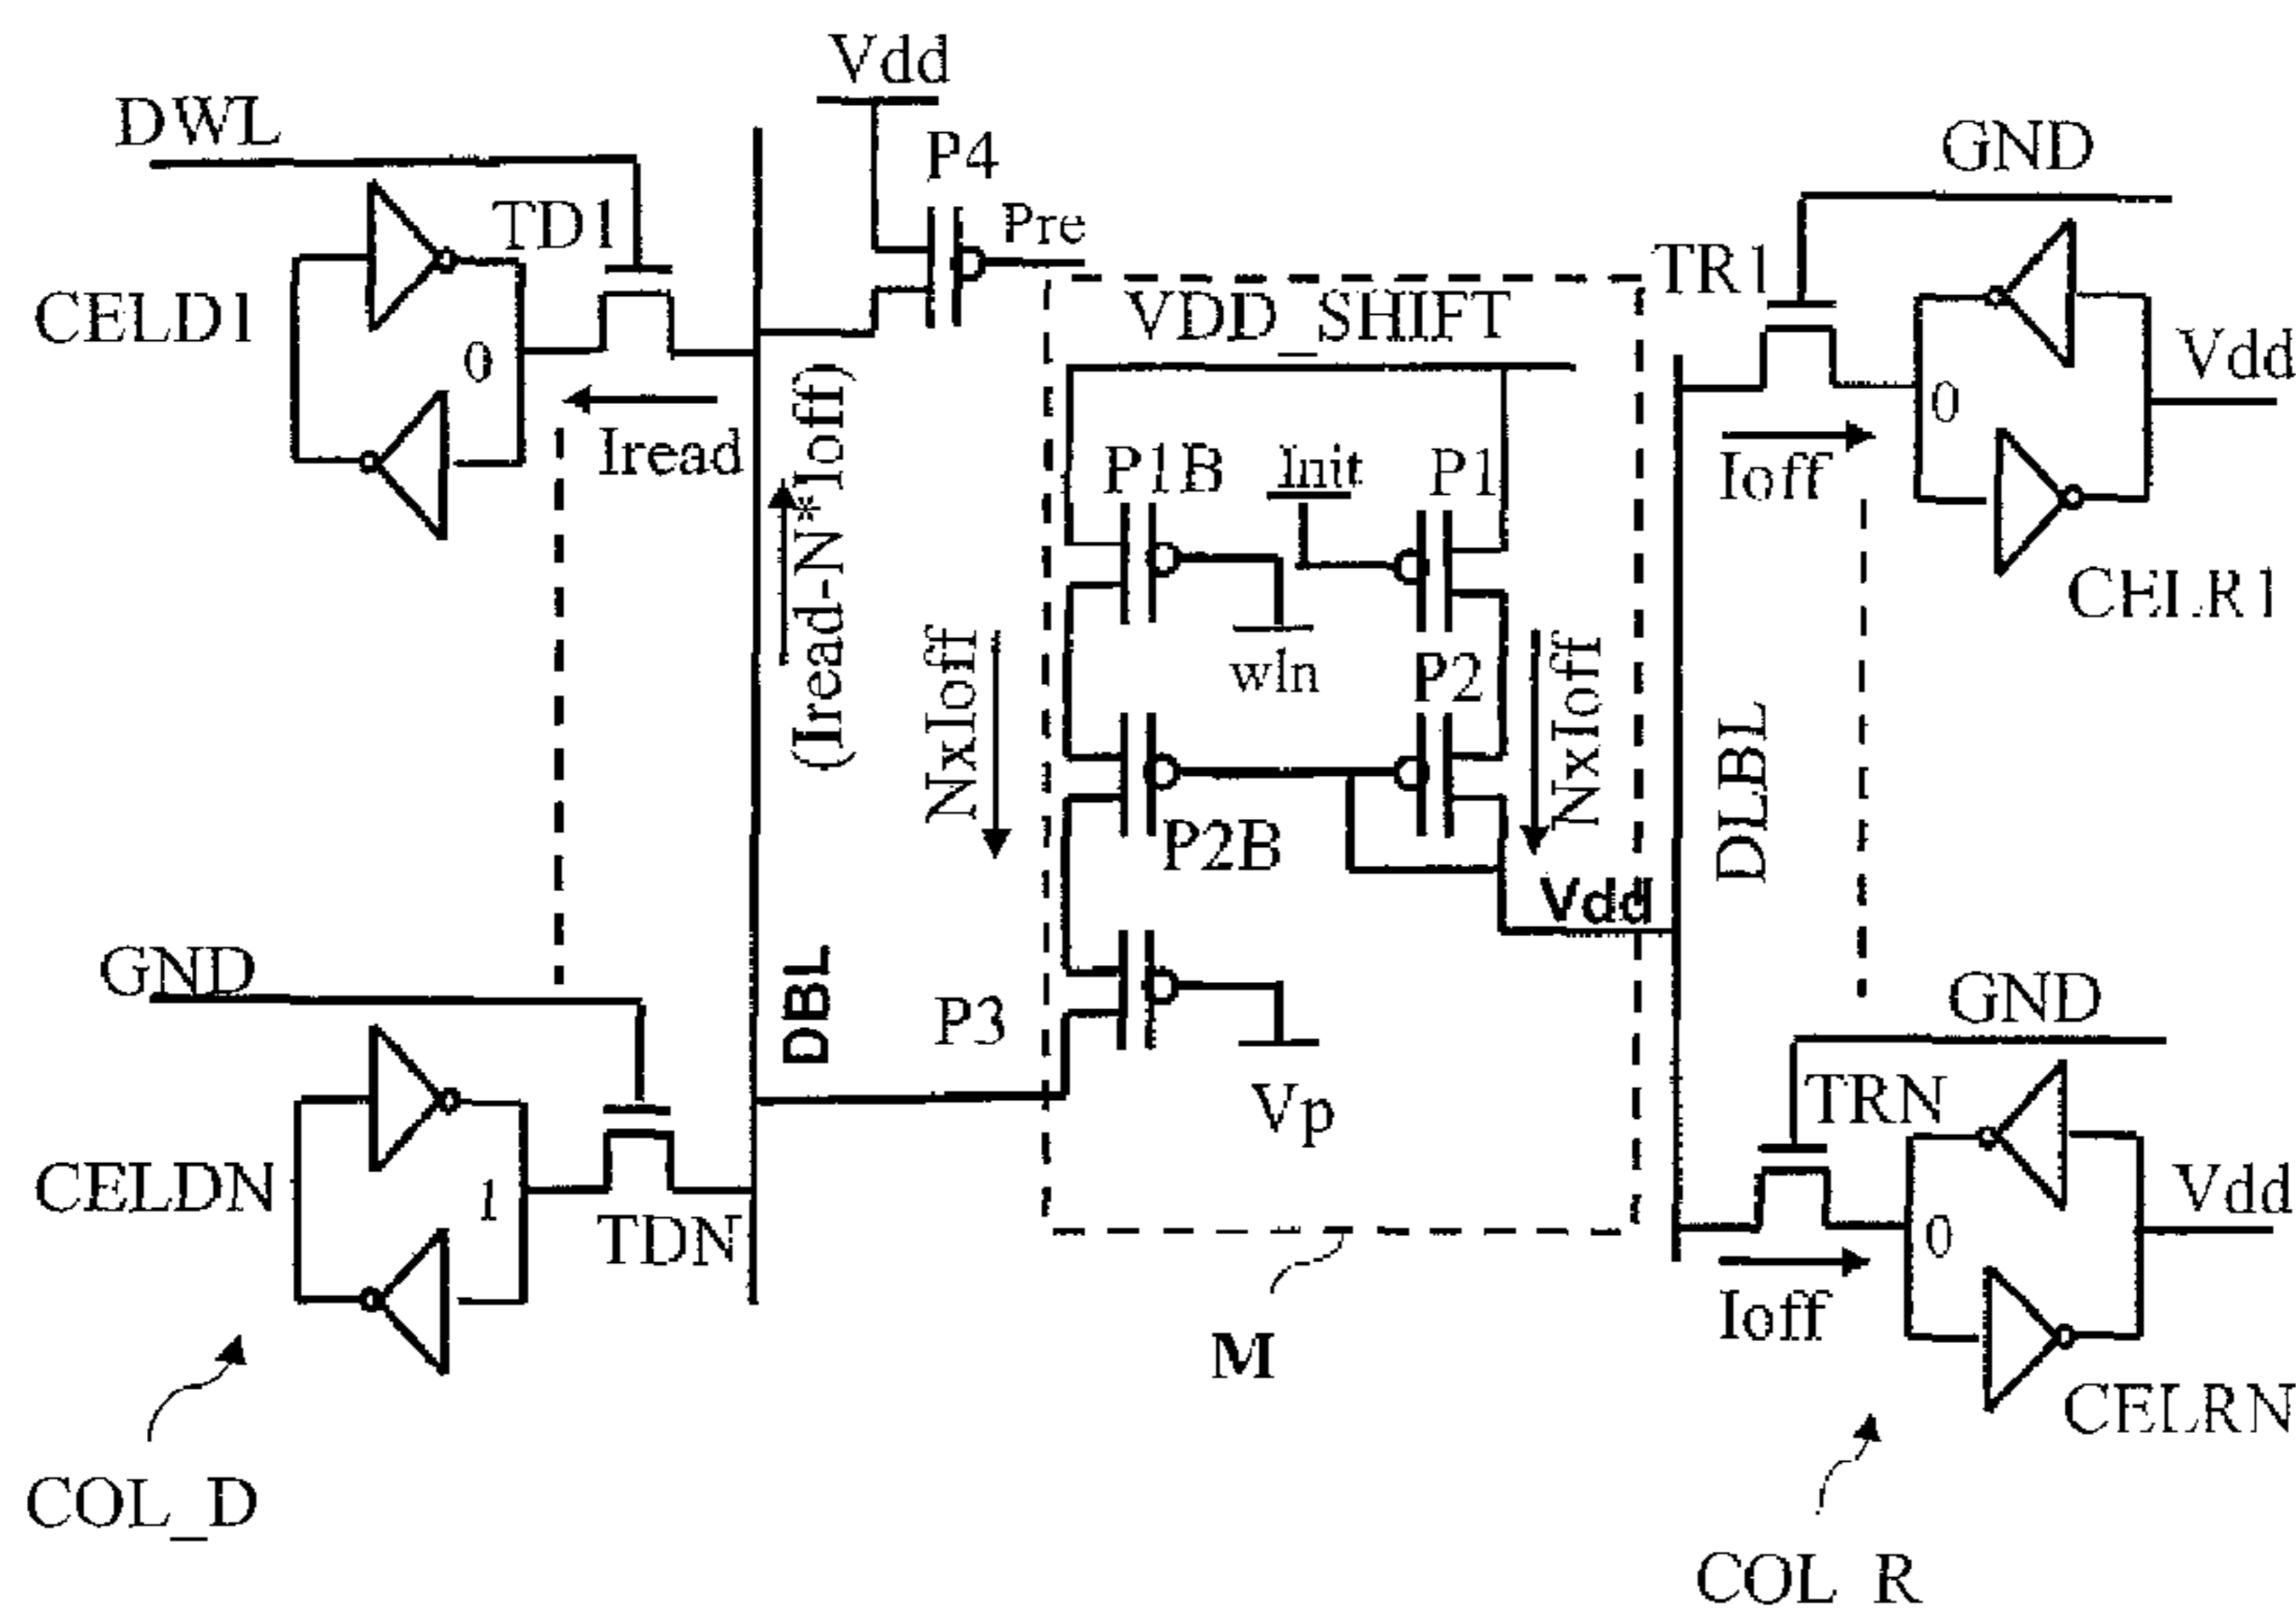 Vdd
DWL
P4
GND
TD1
Pre
TR1
CELD1
0
VDD_SHIFT
Vdd
0
Iread
(Iread-N*Ioff)
P1B
Init
P1
Ioff
CELR1
NxIoff
wln
P2
NxIoff
DLBL
P2B
Vdd
GND
DBL
P3
GND
Vp
TRN
CELDN
1
TDN
0
Vdd
Ioff
M
CELRN
COL_D
COL R